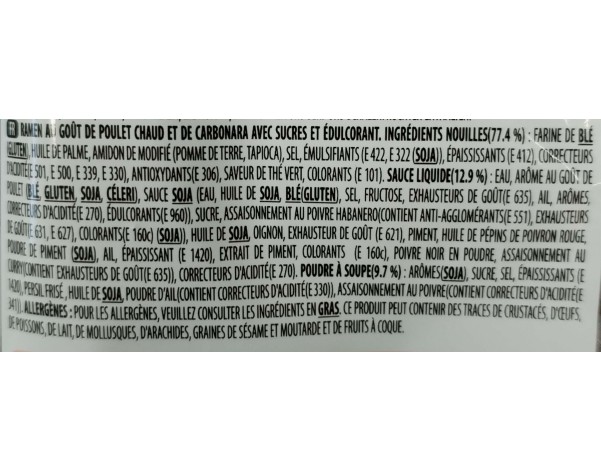 FR RAMEN AU GOÛT DE POULET CHAUD ET DE CARBONARA AVEC SUCRES ET ÉDULCORANT. INGRÉDIENTS NOUILLES(77.4 %) : FARINE DE BLÉ
GLUTEN), HUILE DE PALME, AMIDON DE MODIFIÉ (POMME DE TERRE, TAPIOCA), SEL, ÉMULSIFIANTS (E 422, E 322 (SOJA)), ÉPAISSISSANTS (E 412), CORRECTEURS
D'ACIDITÉ(E 501, E 500, E 339, E 330), ANTIOXYDANTS(E 306), SAVEUR DE THÉ VERT, COLORANTS (E 101). SAUCE LIQUIDE(12.9 %) : EAU, ARÔME AU GOÛT DE
POULET (BLÉ, GLUTEN, SOJA, CÉLERI), SAUCE SOJA (EAU, HUILE DE SOJA, BLÉ(GLUTEN), SEL, FRUCTOSE, EXHAUSTEURS DE GOÛT(E 635), AIL, ARÔMES,
CORRECTEURS D'ACIDITÉ(E 270), ÉDULCORANTS(E 960)), SUCRE, ASSAISONNEMENT AU POIVRE HABANERO(CONTIENT ANTI-AGGLOMÉRANTS(E 551), EXHAUSTEURS
DE GOÛT(E 631, E 627), COLORANTS(E 160c) (SOJA)), HUILE DE SOJA, OIGNON, EXHAUSTEUR DE GOÛT (E 621), PIMENT, HUILE DE PÉPINS DE POIVRON ROUGE,
POUDRE DE PIMENT (SOJA), AIL, ÉPAISSISSANT (E 1420), EXTRAIT DE PIMENT, COLORANTS (E 160c), POIVRE NOIR EN POUDRE, ASSAISONNEMENT AU
CURRY(CONTIENT EXHAUSTEURS DE GOÛT(E 635)), CORRECTEURS D'ACIDITÉ(E 270). POUDRE À SOUPE(9.7 %) : ARÔMES(SOJA), SUCRE, SEL, ÉPAISSISSANTS (E
1420), PERSIL FRISÉ, HUILE DE SOJA, POUDRE D'AIL(CONTIENT CORRECTEURS D'ACIDITÉ(E 330)), ASSAISONNEMENT AU POIVRE(CONTIENT CORRECTEURS D'ACIDITÉ(E
341)). ALLERGÈNES : POUR LES ALLERGÈNES, VEUILLEZ CONSULTER LES INGRÉDIENTS EN GRAS. CE PRODUIT PEUT CONTENIR DES TRACES DE CRUSTACÉS, D'ŒUFS,
DE POISSONS, DE LAIT, DE MOLLUSQUES, D'ARACHIDES, GRAINES DE SÉSAME ET MOUTARDE ET DE FRUITS À COQUE.